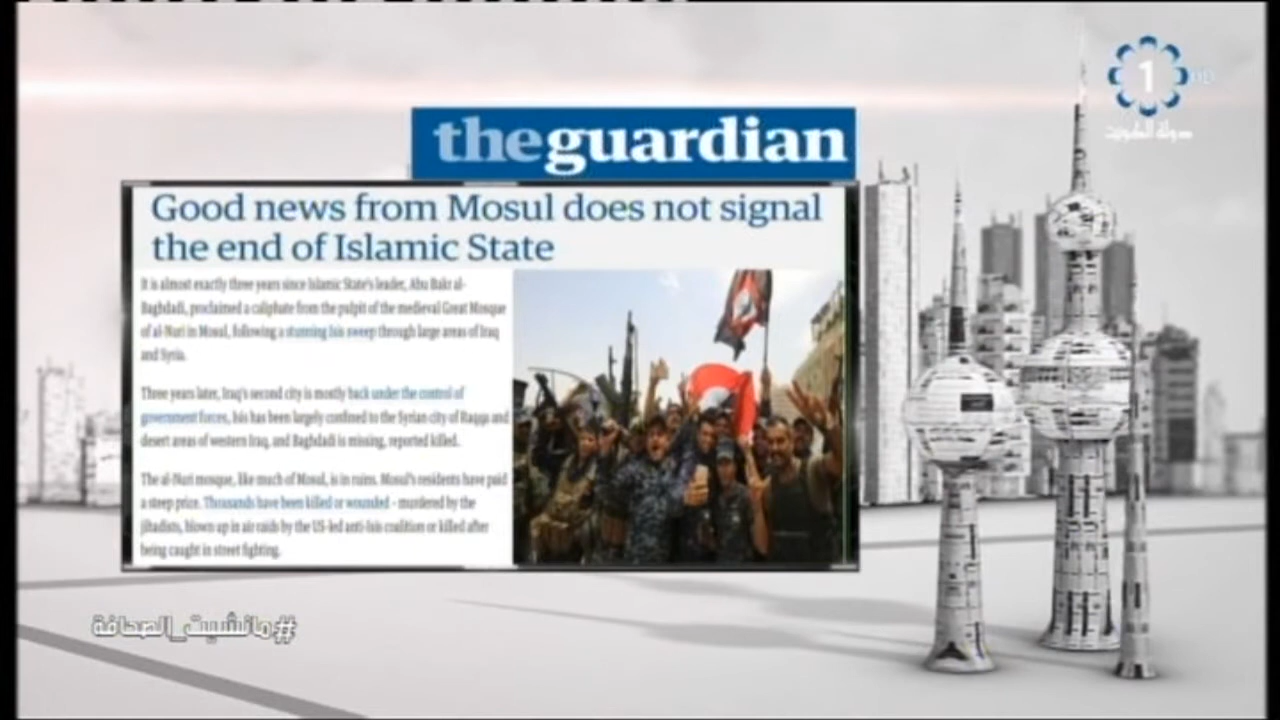 1
HD
دولة الكويت
theguardian
Good news from Mosul does not signal
the end of Islamic State
It is almost exactly three years since Islamic State's leader, Abu Bakr al-
Baghdadi, proclaimed a caliphate from the pulpit of the medieval Great Mosque
of al-Nuri in Mosul, following a stunning Isis sweep through large areas of Iraq
and Syria.
Three years later, Iraq's second city is mostly back under the control of
government forces, Isis has been largely confined to the Syrian city of Raqqa and
desert areas of western Iraq, and Baghdadi is missing, reported killed.
The al-Nuri mosque, like much of Mosul, is in ruins. Mosul's residents have paid
a steep price. Thousands have been killed or wounded - murdered by the
jihadists, blown up in air raids by the US-led anti-Isis coalition or killed after
being caught in street fighting.
#مانشيت_الصحافة